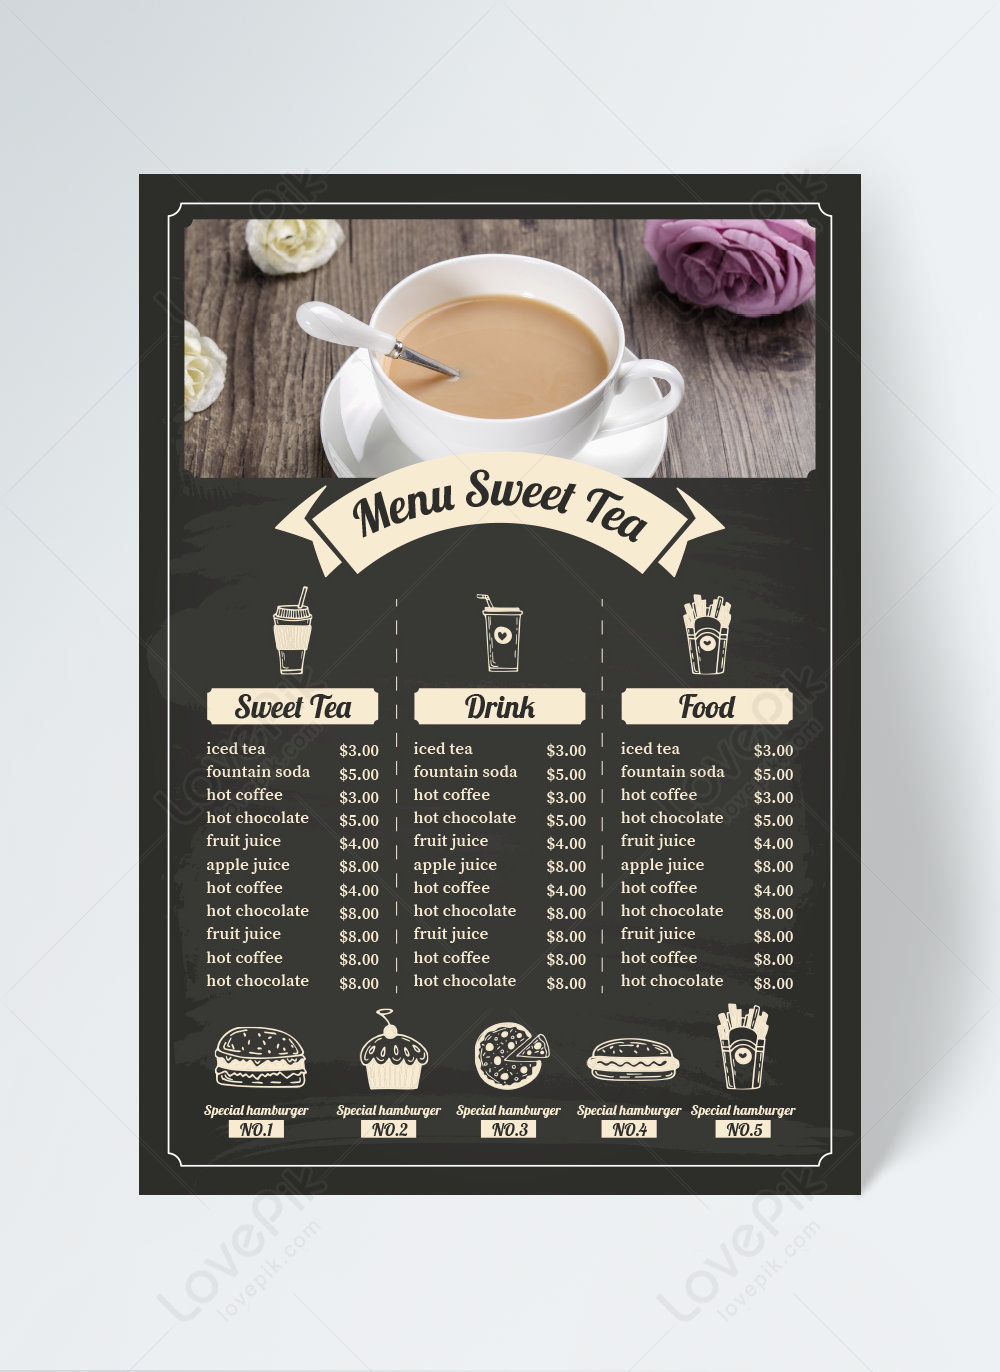 Menu Sweet Tea
Sweet Tea
iced tea $3.00
fountain soda $5.00
hot coffee $3.00
hot chocolate $5.00
fruit juice $4.00
apple juice $8.00
hot coffee $4.00
hot chocolate $8.00
fruit juice $8.00
hot coffee $8.00
hot chocolate $8.00
Drink
iced tea $3.00
fountain soda $5.00
hot coffee $3.00
hot chocolate $5.00
fruit juice $4.00
apple juice $8.00
hot coffee $4.00
hot chocolate $8.00
fruit juice $8.00
hot coffee $8.00
hot chocolate $8.00
Food
iced tea $3.00
fountain soda $5.00
hot coffee $3.00
hot chocolate $5.00
fruit juice $4.00
apple juice $8.00
hot coffee $4.00
hot chocolate $8.00
fruit juice $8.00
hot coffee $8.00
hot chocolate $8.00
Special hamburger
NO.1
Special hamburger
NO.2
Special hamburger
NO.3
Special hamburger
NO.4
Special hamburger
NO.5
LovePik
lovepik.com
LovePik
lovepik.com